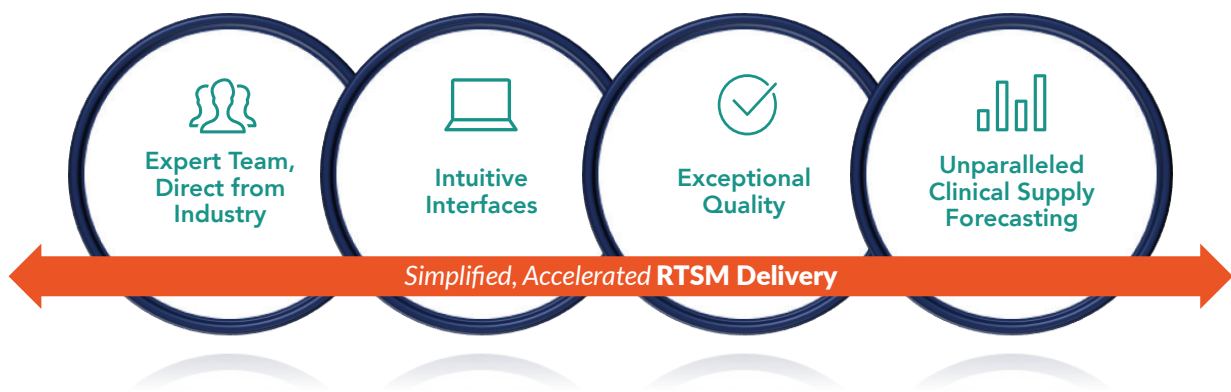 Expert Team,
Direct from
Industry
Intuitive
Interfaces
Exceptional
Quality
Unparalleled
Clinical Supply
Forecasting
Simplified, Accelerated RTSM Delivery